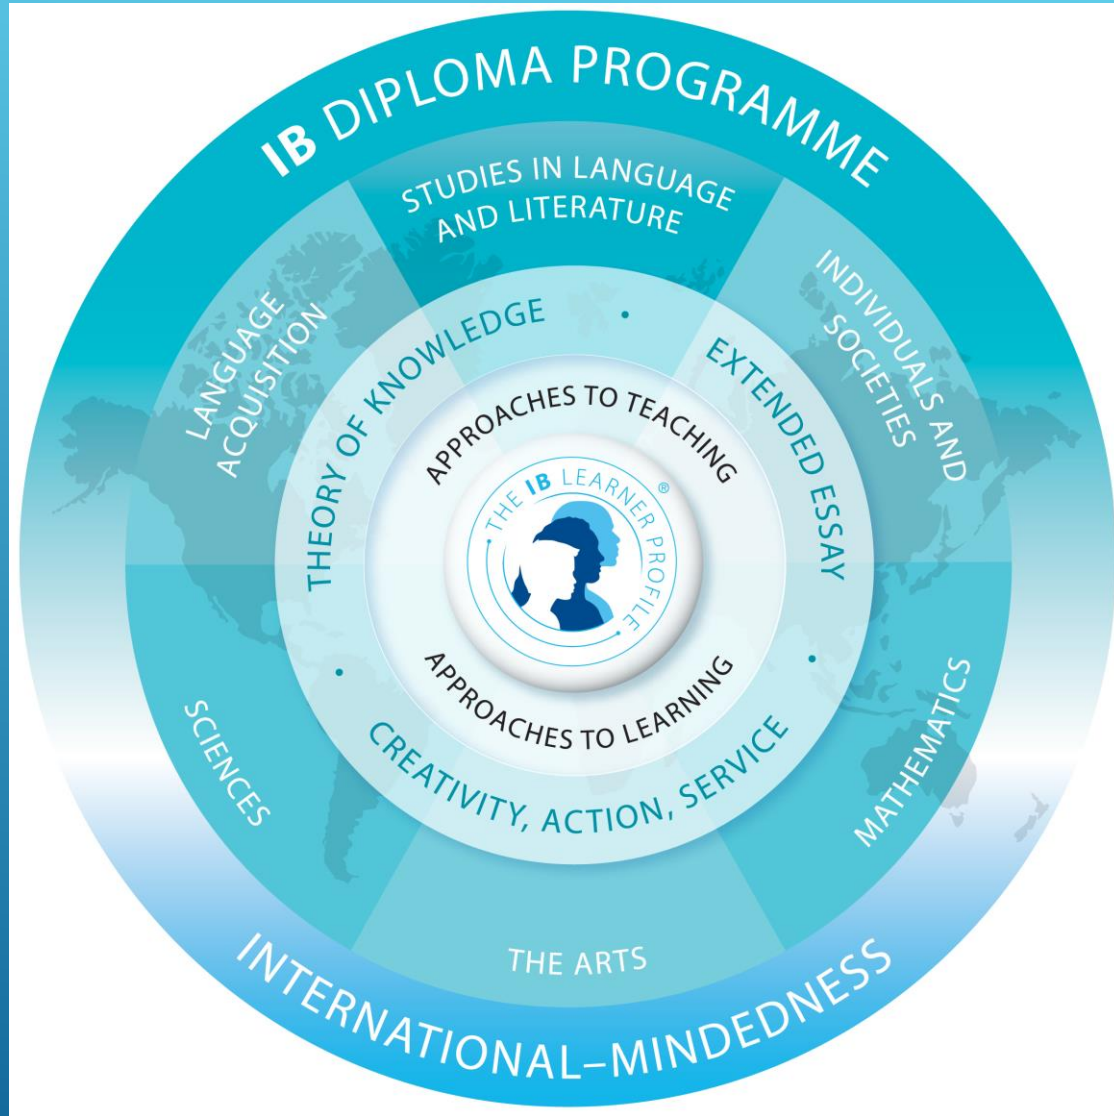 IB DIPLOMA PROGRAMME
STUDIES IN LANGUAGE
AND LITERATURE
LANGUAGE
ACQUISITION
INDIVIDUALS AND
SOCIETIES
THEORY OF KNOWLEDGE
·
EXTENDED ESSAY
APPROACHES TO TEACHING
THE IB LEARNER PROFILE
®
APPROACHES TO LEARNING
·
·
CREATIVITY, ACTION, SERVICE
SCIENCES
MATHEMATICS
THE ARTS
INTERNATIONAL–MINDEDNESS